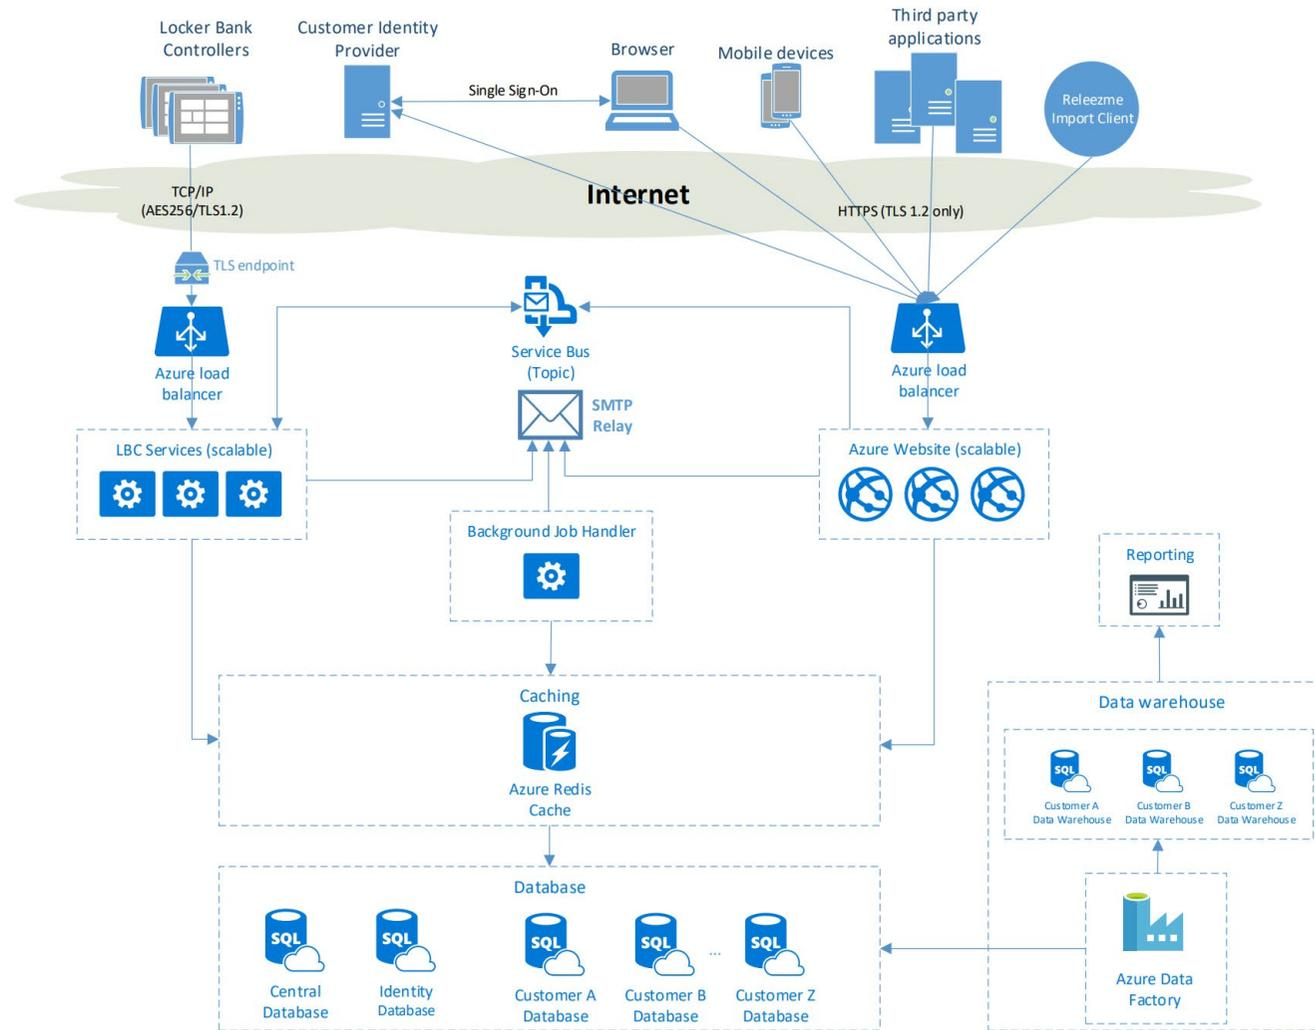 Locker Bank
Controllers
Customer Identity
Provider
Browser
Mobile devices
Third party
applications
Releezme
Import Client
Single Sign-On
TCP/IP
(AES256/TLS1.2)
Internet
HTTPS (TLS 1.2 only)
TLS endpoint
Azure load
balancer
Service Bus
(Topic)
SMTP
Relay
Azure load
balancer
LBC Services (scalable)
Azure Website (scalable)
Background Job Handler
Reporting
Caching
Azure Redis
Cache
Data warehouse
SQL
SQL
SQL
Customer A
Data Warehouse
Customer B
Data Warehouse
Customer Z
Data Warehouse
Database
SQL
SQL
SQL
SQL
...
SQL
Central
Database
Identity
Database
Customer A
Database
Customer B
Database
Customer Z
Database
Azure Data
Factory